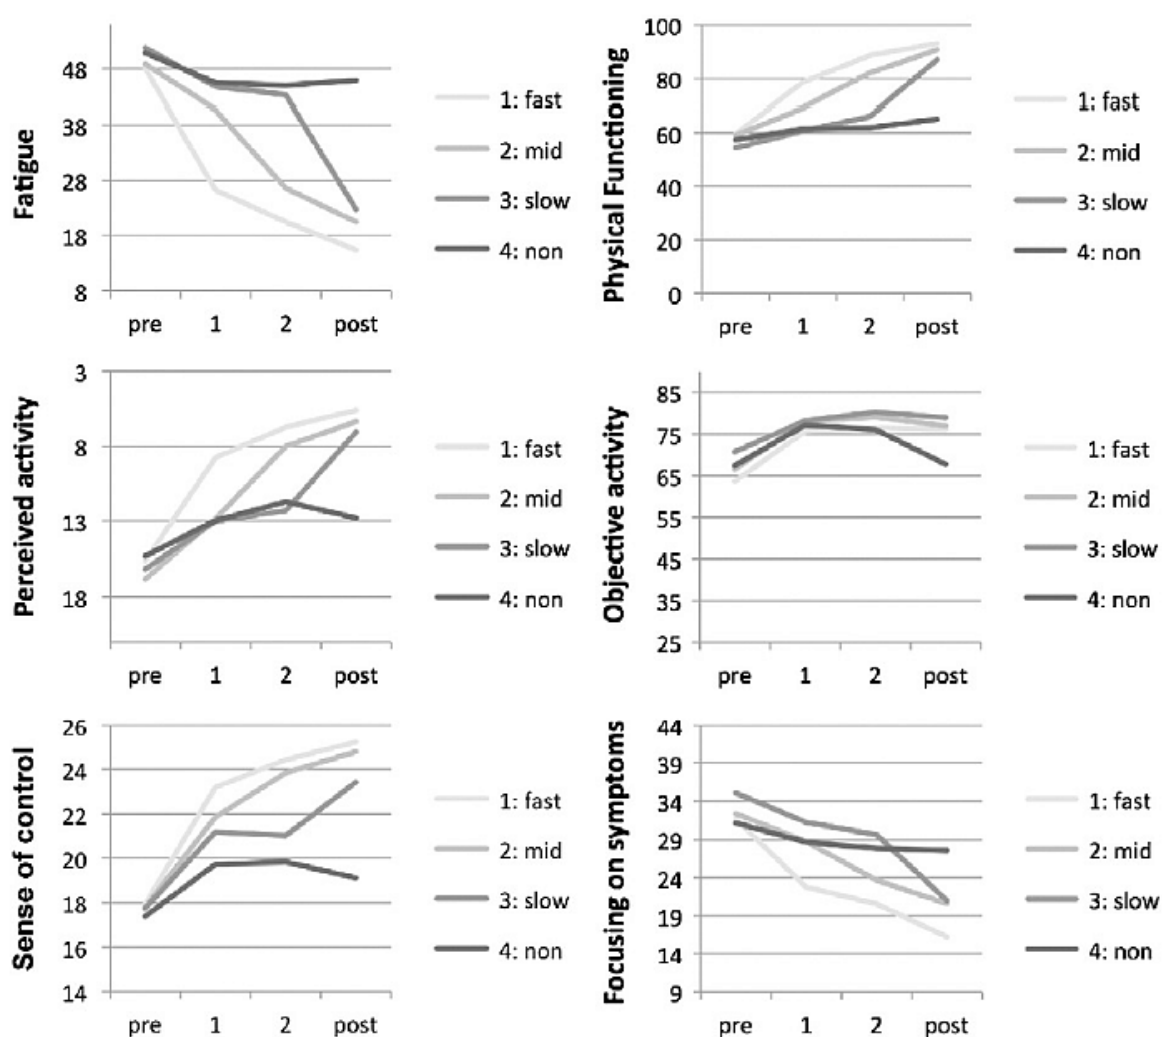 Fatigue
48
38
28
18
8
pre 1 2 post
1: fast
2: mid
3: slow
4: non
Physical Functioning
100
80
60
40
20
0
pre 1 2 post
1: fast
2: mid
3: slow
4: non
Perceived activity
3
8
13
18
pre 1 2 post
1: fast
2: mid
3: slow
4: non
Objective activity
85
75
65
55
45
35
25
pre 1 2 post
1: fast
2: mid
3: slow
4: non
Sense of control
26
24
22
20
18
16
14
pre 1 2 post
1: fast
2: mid
3: slow
4: non
Focusing on symptoms
44
39
34
29
24
19
14
9
pre 1 2 post
1: fast
2: mid
3: slow
4: non